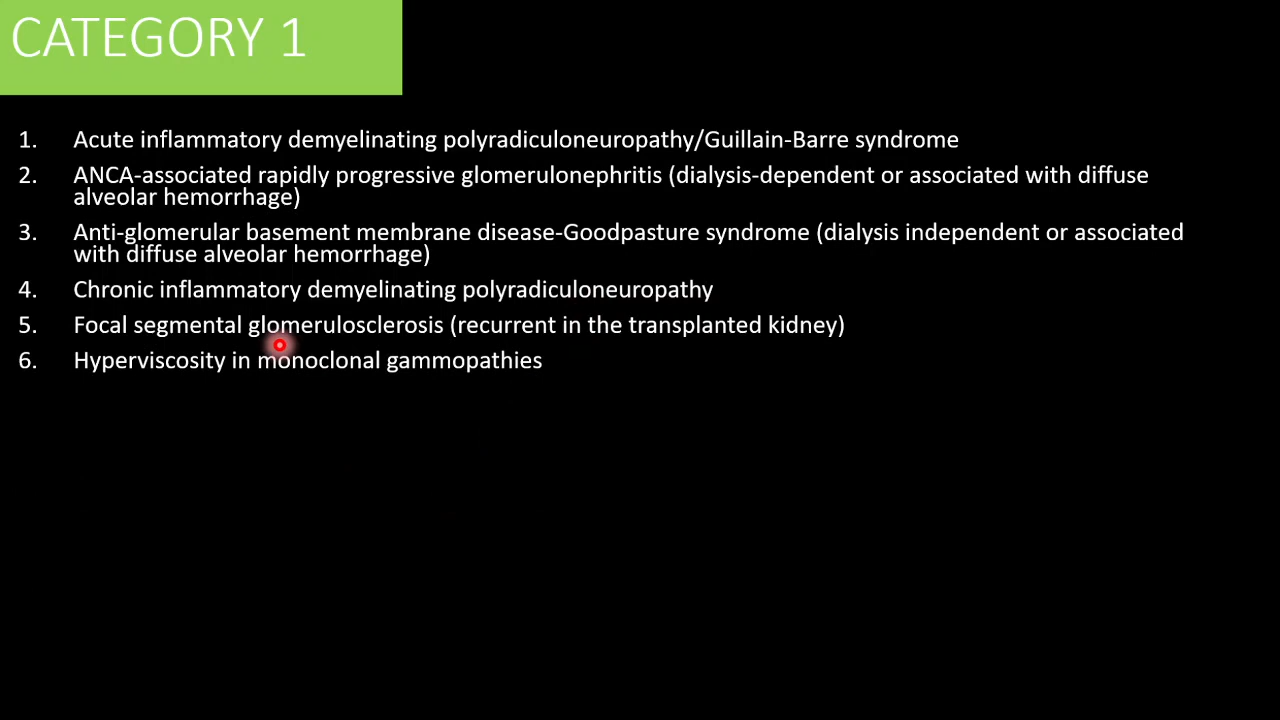 CATEGORY 1
1. Acute inflammatory demyelinating polyradiculoneuropathy/Guillain-Barre syndrome
2. ANCA-associated rapidly progressive glomerulonephritis (dialysis-dependent or associated with diffuse
alveolar hemorrhage)
3. Anti-glomerular basement membrane disease-Goodpasture syndrome (dialysis independent or associated
with diffuse alveolar hemorrhage)
4. Chronic inflammatory demyelinating polyradiculoneuropathy
5. Focal segmental glomerulosclerosis (recurrent in the transplanted kidney)
6. Hyperviscosity in monoclonal gammopathies